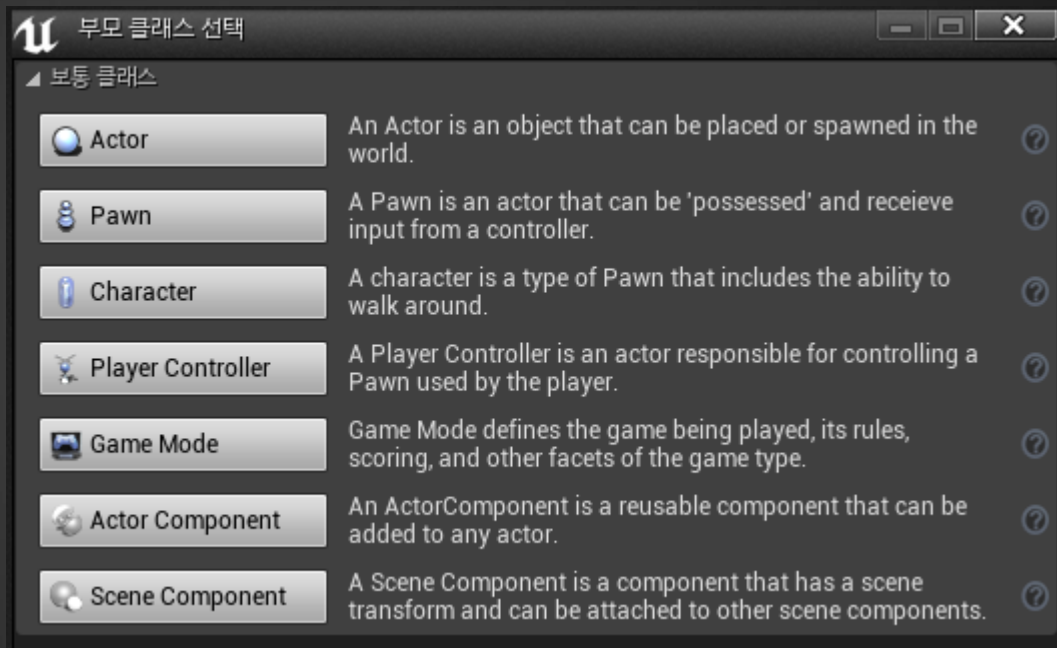 부모 클래스 선택
보통 클래스
Actor
An Actor is an object that can be placed or spawned in the
world.
Pawn
A Pawn is an actor that can be 'possessed' and receieve
input from a controller.
Character
A character is a type of Pawn that includes the ability to
walk around.
Player Controller
A Player Controller is an actor responsible for controlling a
Pawn used by the player.
Game Mode
Game Mode defines the game being played, its rules,
scoring, and other facets of the game type.
Actor Component
An ActorComponent is a reusable component that can be
added to any actor.
Scene Component
A Scene Component is a component that has a scene
transform and can be attached to other scene components.